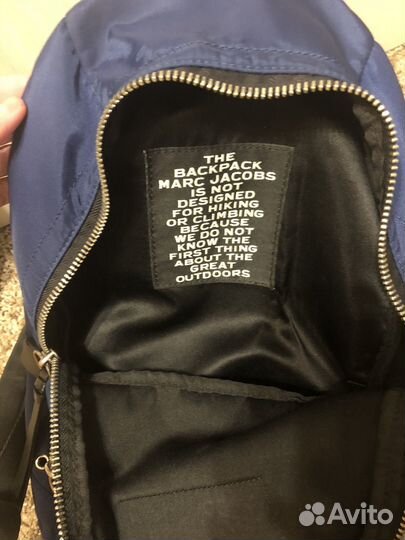 THE
BACKPACK
MARC JACOBS
IS NOT
DESIGNED
FOR HIKING
OR CLIMBING
BECAUSE
WE DO NOT
KNOW THE
FIRST THING
ABOUT THE
GREAT
OUTDOORS
Avito